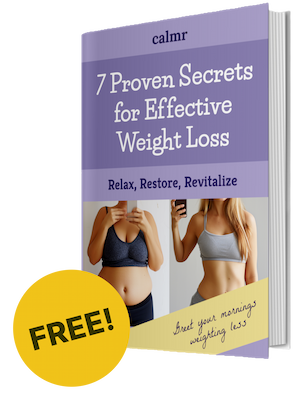 calmr
7 Proven Secrets
for Effective
Weight Loss
Relax, Restore, Revitalize
Greet your mornings
weighting less
FREE!